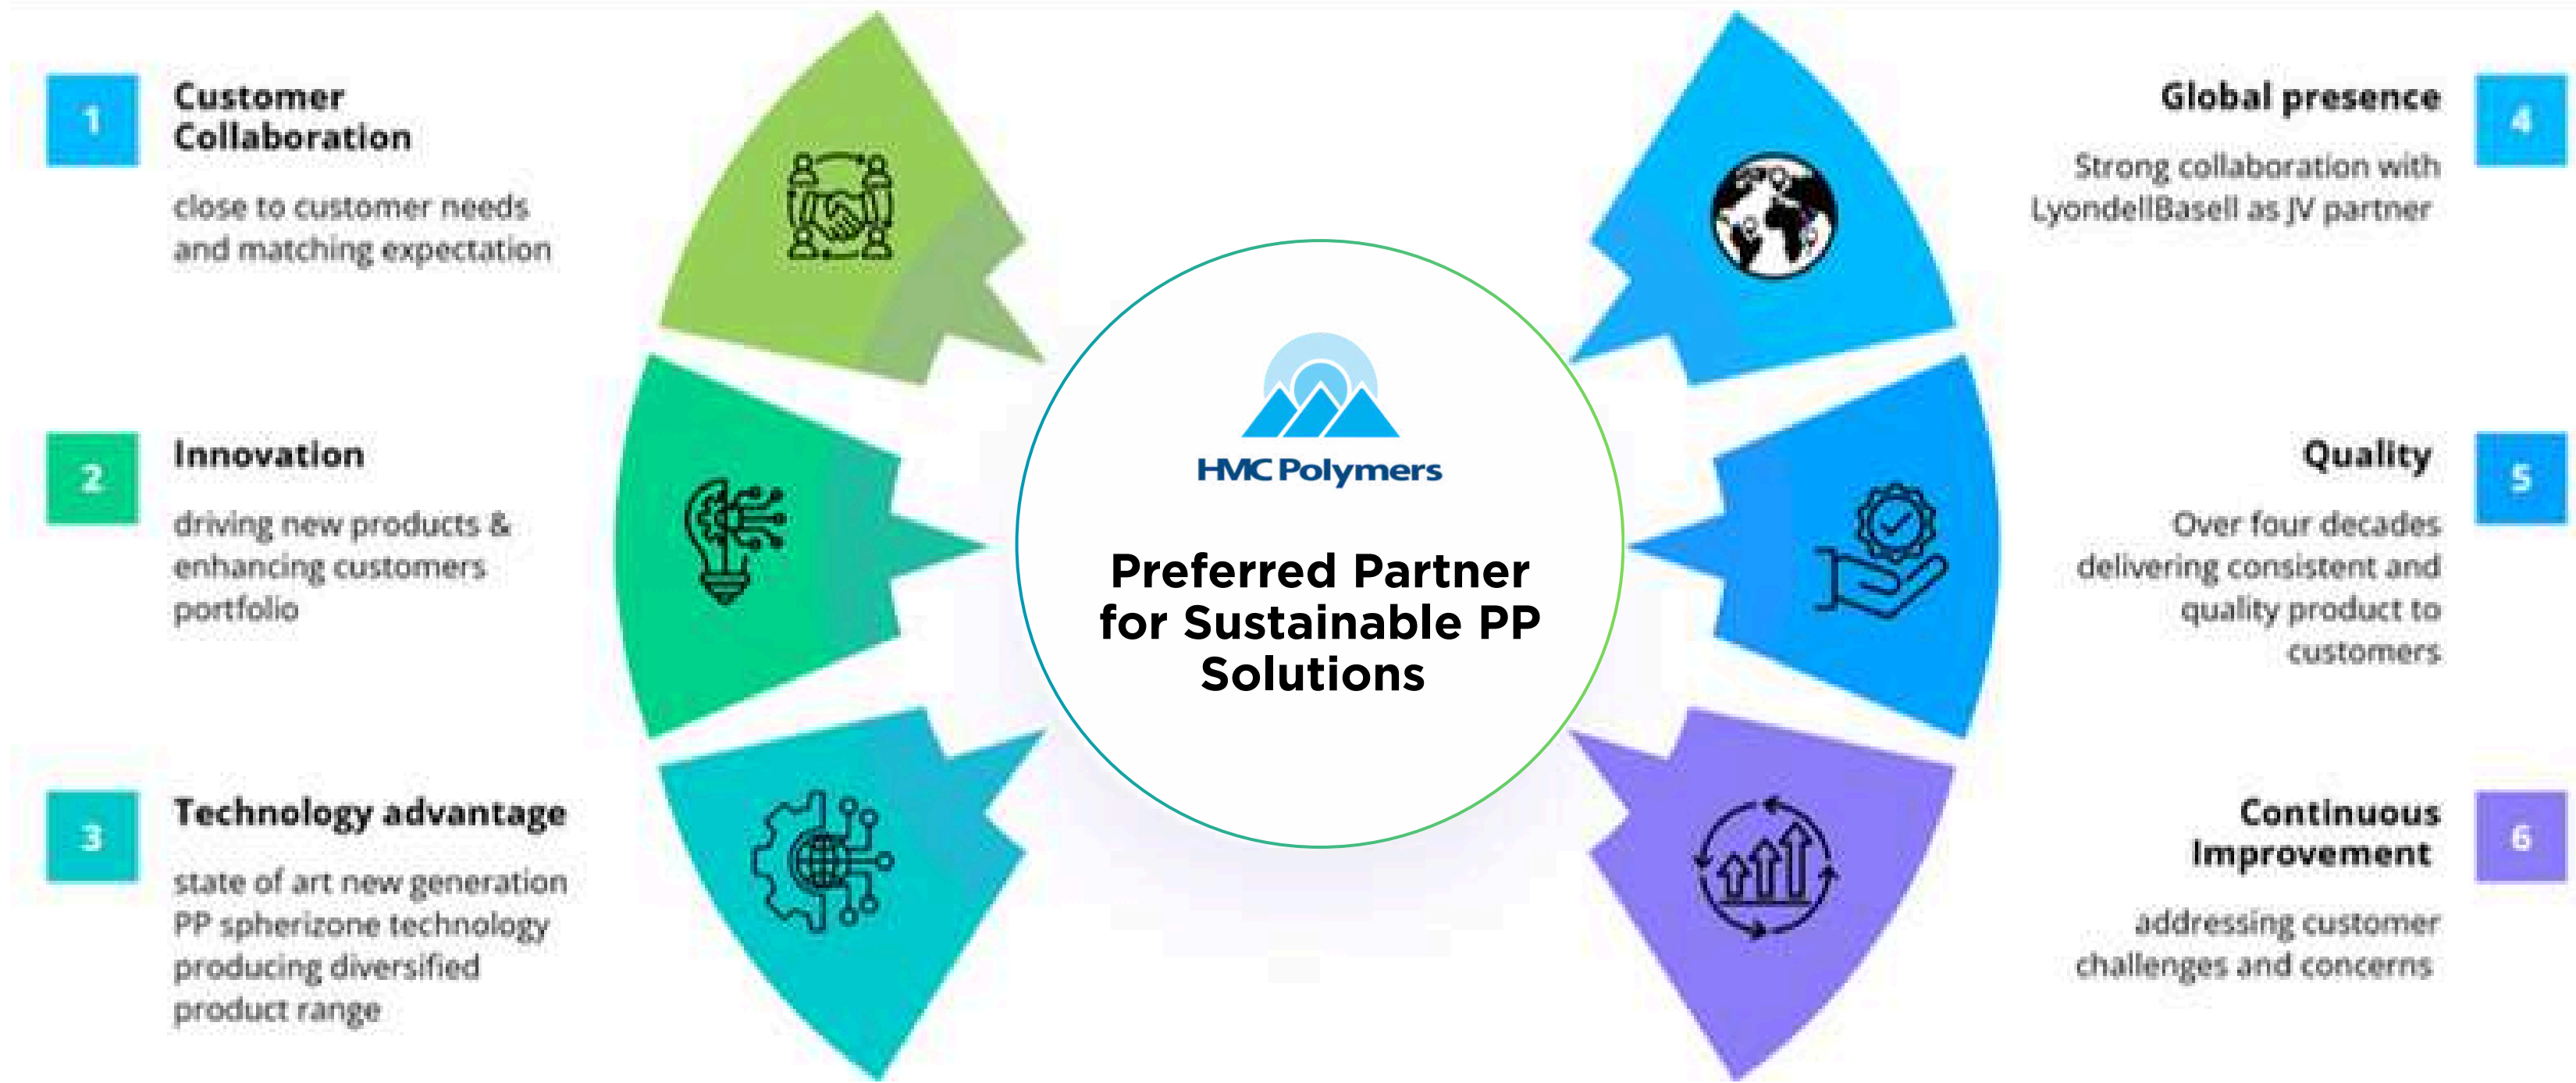 1
Customer
Collaboration
close to customer needs
and matching expectation
2
Innovation
driving new products &
enhancing customers
portfolio
3
Technology advantage
state of art new generation
PP spherizone technology
producing diversified
product range
HMC Polymers
Preferred Partner
for Sustainable PP
Solutions
Global presence
4
Strong collaboration with
LyondellBasell as JV partner
Quality
5
Over four decades
delivering consistent and
quality product to
customers
Continuous
Improvement
6
addressing customer
challenges and concerns